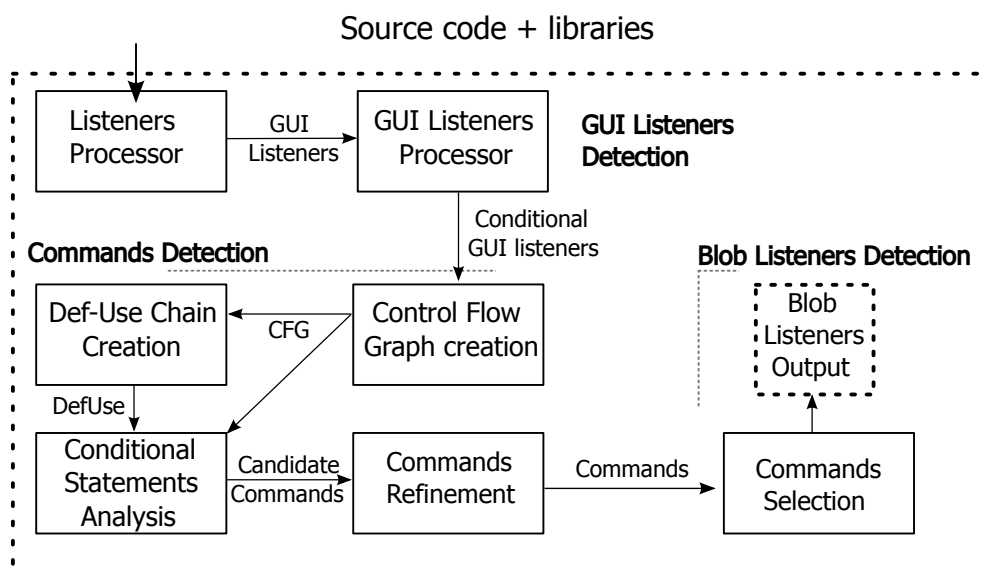 Source code + libraries
Listeners
Processor
GUI
Listeners
GUI Listeners
Processor
GUI Listeners
Detection
Conditional
GUI listeners
Commands Detection
Blob Listeners Detection
Def-Use Chain
Creation
CFG
Control Flow
Graph creation
Blob
Listeners
Output
DefUse
Conditional
Statements
Analysis
Candidate
Commands
Commands
Refinement
Commands
Commands
Selection